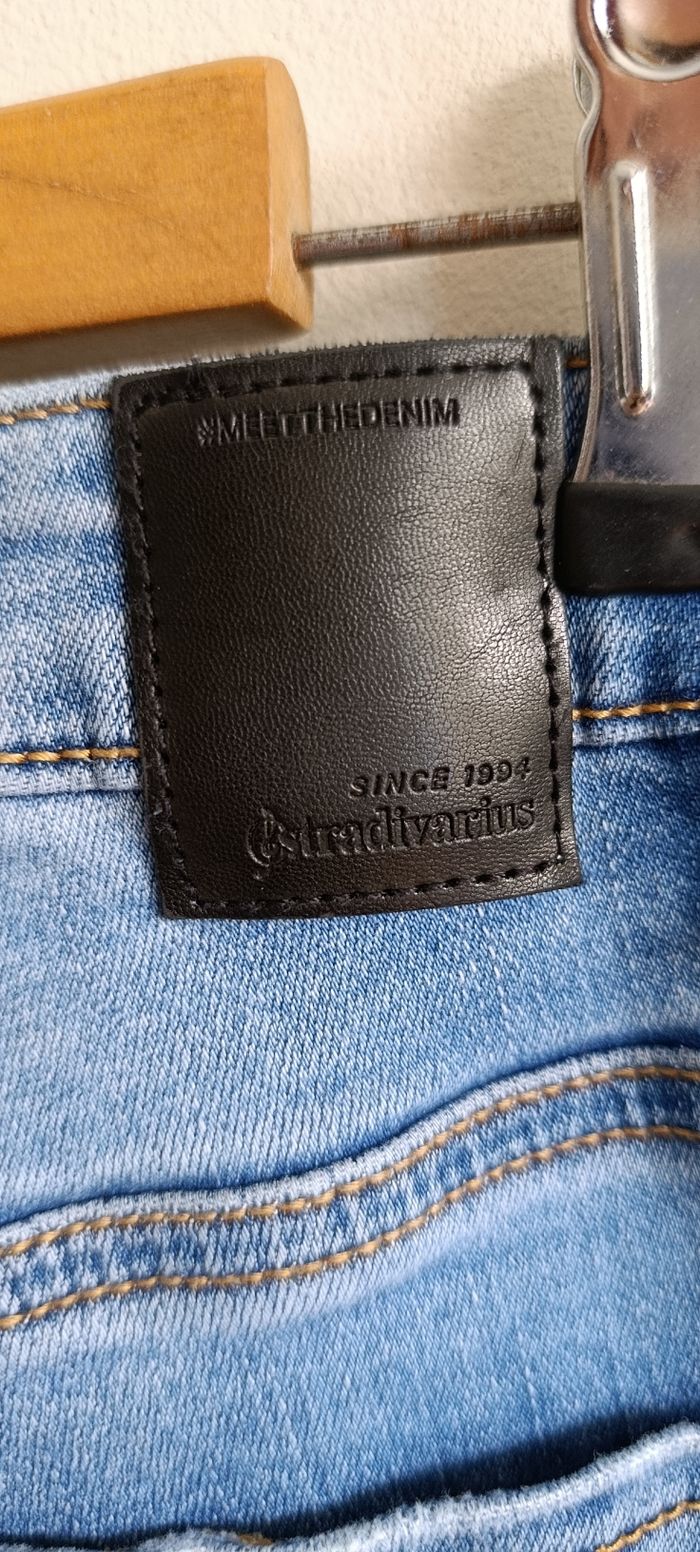 #MEETTHEDENIM
SINCE 1994
stradivarius